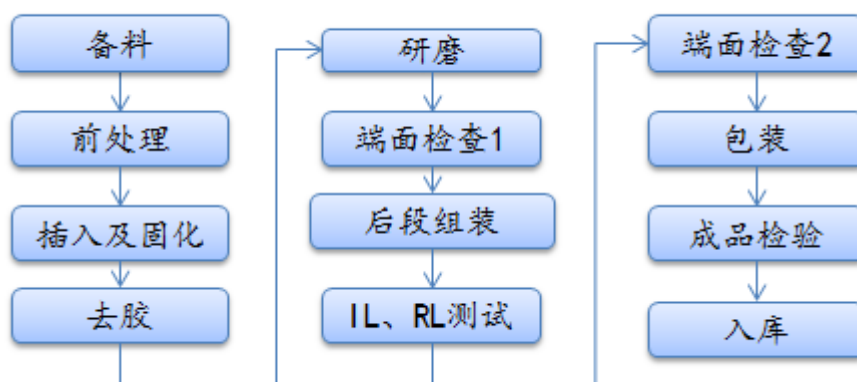 备料
前处理
插入及固化
去胶
研磨
端面检查1
后段组装
IL、RL测试
端面检查2
包装
成品检验
入库